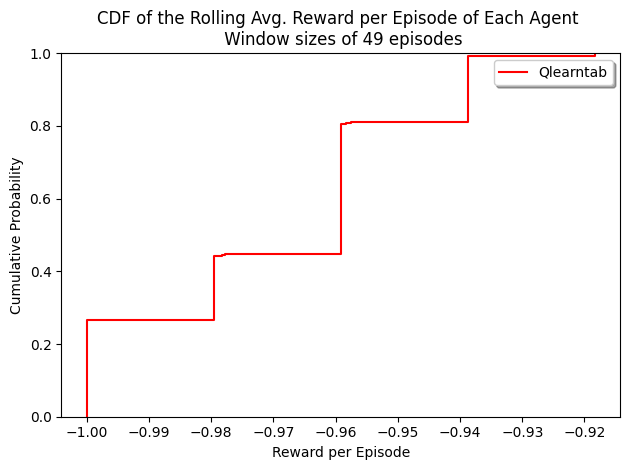 CDF of the Rolling Avg. Reward per Episode of Each Agent
Window sizes of 49 episodes
Qlearntab
Cumulative Probability
1.0
0.8
0.6
0.4
0.2
0.0
−1.00 −0.99 −0.98 −0.97 −0.96 −0.95 −0.94 −0.93 −0.92
Reward per Episode